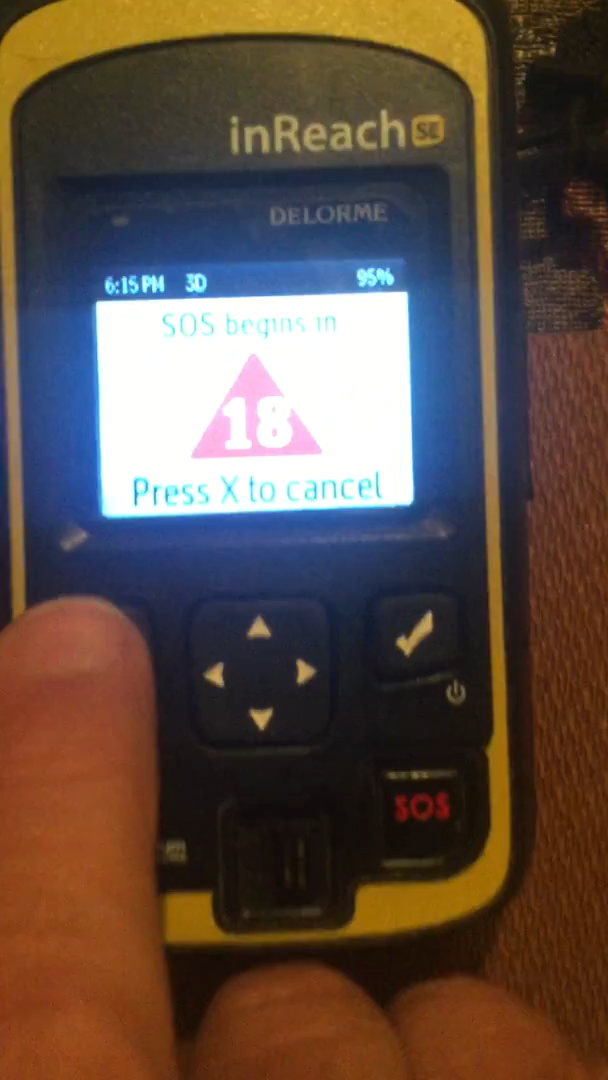 inReach SE
DELORME
6:15 PM 3D 95%
SOS begins in
18
Press X to cancel
SOS